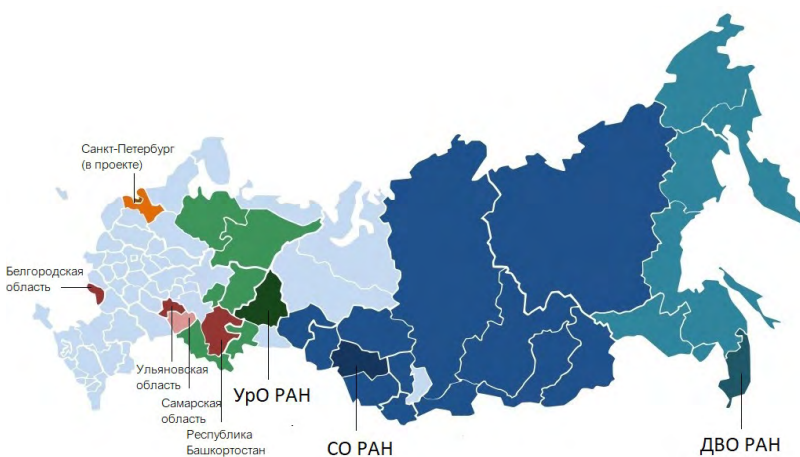 Санкт-Петербург
(в проекте)
Белгородская
область
Ульяновская
область
Самарская
область
Республика
Башкортостан
УрО РАН
СО РАН
ДВО РАН